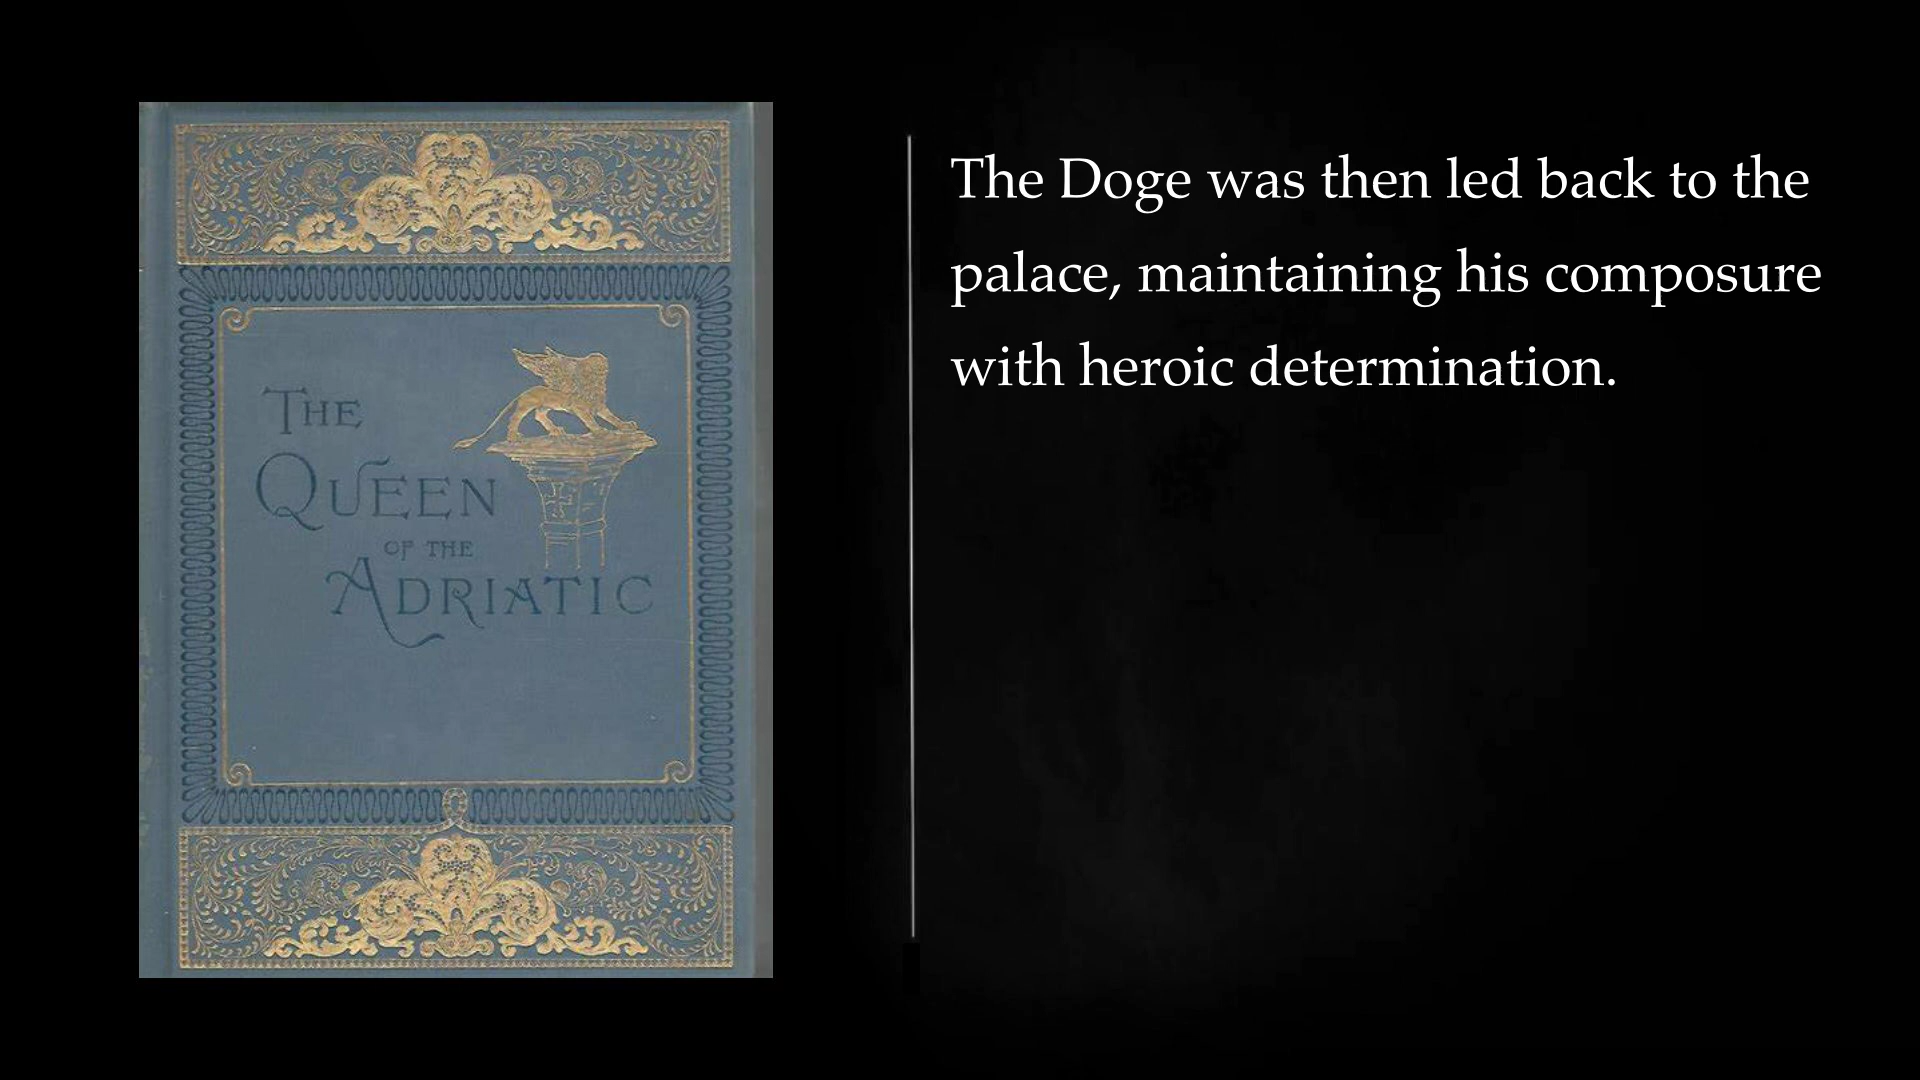 THE
QUEEN
OF THE
ADRIATIC
The Doge was then led back to the
palace, maintaining his composure
with heroic determination.